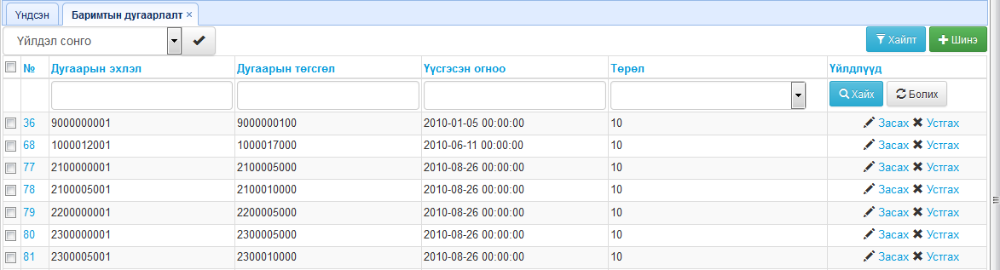 Үндсэн Баримтын дугаарлалт ×
Үйлдэл сонго Хайлт Шинэ
№ Дугаарын эхлэл Дугаарын төгсгөл Үүсгэсэн огноо Төрөл Үйлдлүүд
Хайх Болих
36 9000000001 9000000100 2010-01-05 00:00:00 10 Засах Устгах
68 1000012001 1000017000 2010-06-11 00:00:00 10 Засах Устгах
77 2100000001 2100005000 2010-08-26 00:00:00 10 Засах Устгах
78 2100005001 2100010000 2010-08-26 00:00:00 10 Засах Устгах
79 2200000001 2200005000 2010-08-26 00:00:00 10 Засах Устгах
80 2300000001 2300005000 2010-08-26 00:00:00 10 Засах Устгах
81 2300005001 2300010000 2010-08-26 00:00:00 10 Засах Устгах